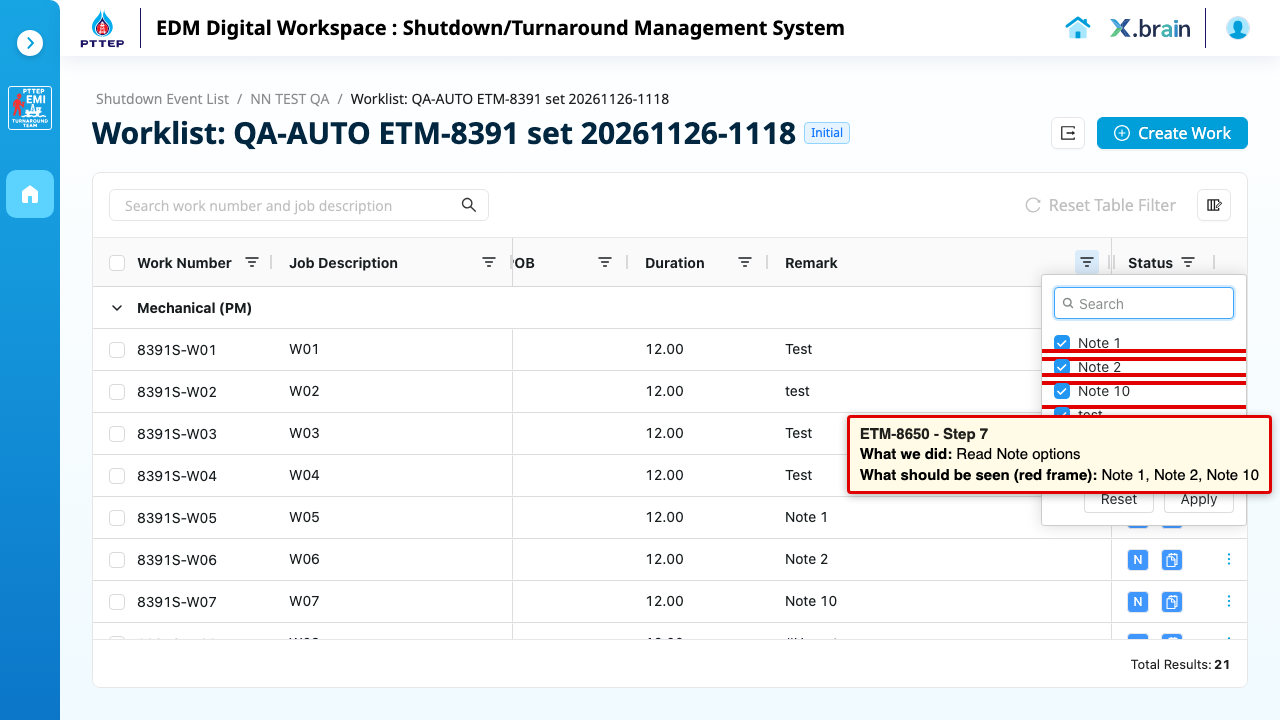 PTTEP
EDM Digital Workspace : Shutdown/Turnaround Management System
X.brain
PTTEP
EMI
TURNAROUND
TEAM
Shutdown Event List / NN TEST QA / Worklist: QA-AUTO ETM-8391 set 20261126-1118
Worklist: QA-AUTO ETM-8391 set 20261126-1118
Initial
Create Work
Search work number and job description
Reset Table Filter
Work Number
Job Description
OB
Duration
Remark
Status
Search
Note 1
Note 2
Note 10
test
Reset
Apply
ETM-8650 - Step 7
What we did: Read Note options
What should be seen (red frame): Note 1, Note 2, Note 10
Mechanical (PM)
8391S-W01 W01 12.00 Test
8391S-W02 W02 12.00 test
8391S-W03 W03 12.00 Test
8391S-W04 W04 12.00 Test
8391S-W05 W05 12.00 Note 1
8391S-W06 W06 12.00 Note 2 N
8391S-W07 W07 12.00 Note 10 N
Total Results: 21